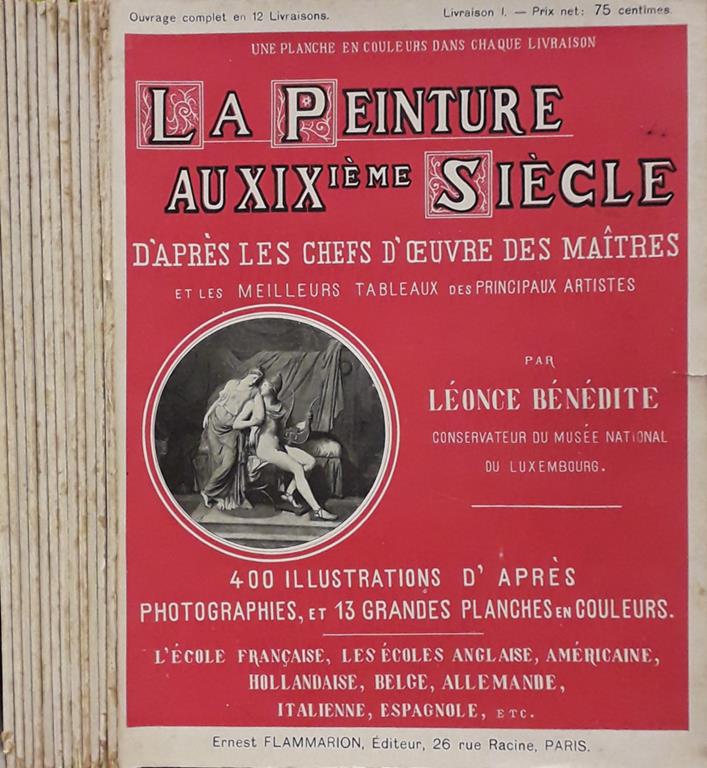 Ouvrage complet en 12 Livraisons.
Livraison I. — Prix net: 75 centimes.
UNE PLANCHE EN COULEURS DANS CHAQUE LIVRAISON
LA PEINTURE
AU XIXIÈME SIÈCLE
D'APRÈS LES CHEFS D'ŒUVRE DES MAÎTRES
ET LES MEILLEURS TABLEAUX DES PRINCIPAUX ARTISTES
PAR
LÉONCE BÉNÉDITE
CONSERVATEUR DU MUSÉE NATIONAL
DU LUXEMBOURG.
400 ILLUSTRATIONS D'APRÈS
PHOTOGRAPHIES, ET 13 GRANDES PLANCHES EN COULEURS.
L'ÉCOLE FRANÇAISE, LES ÉCOLES ANGLAISE, AMÉRICAINE,
HOLLANDAISE, BELGE, ALLEMANDE,
ITALIENNE, ESPAGNOLE, ETC.
Ernest FLAMMARION, Éditeur, 26 rue Racine, PARIS.